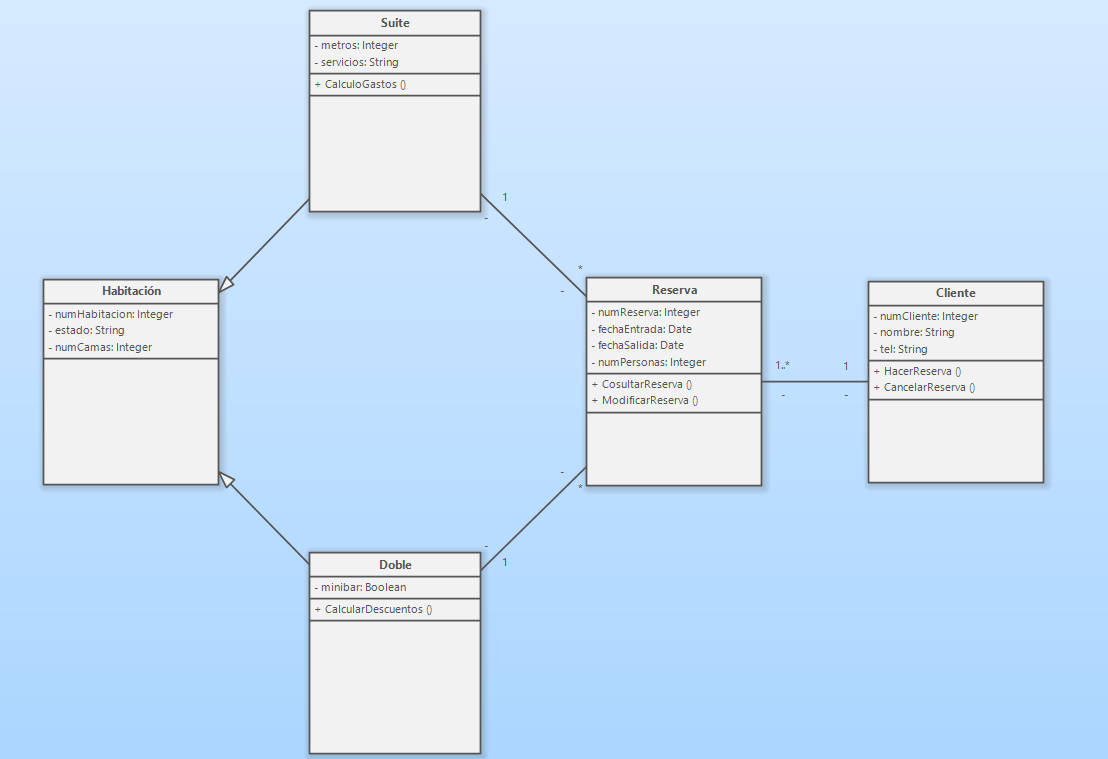 Suite
- metros: Integer
- servicios: String
+ CalculoGastos ()
1
-
*
-
Habitación
- numHabitacion: Integer
- estado: String
- numCamas: Integer
Reserva
- numReserva: Integer
- fechaEntrada: Date
- fechaSalida: Date
- numPersonas: Integer
+ CosultarReserva ()
+ ModificarReserva ()
1..*
1
-
-
Cliente
- numCliente: Integer
- nombre: String
- tel: String
+ HacerReserva ()
+ CancelarReserva ()
-
*
-
1
Doble
- minibar: Boolean
+ CalcularDescuentos ()